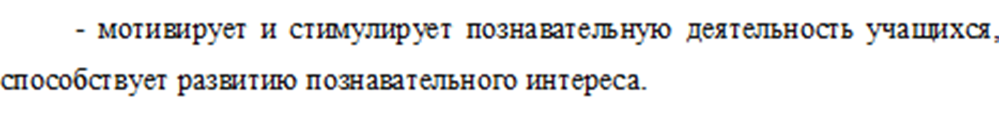 - мотивирует и стимулирует познавательную деятельность учащихся,
способствует развитию познавательного интереса.